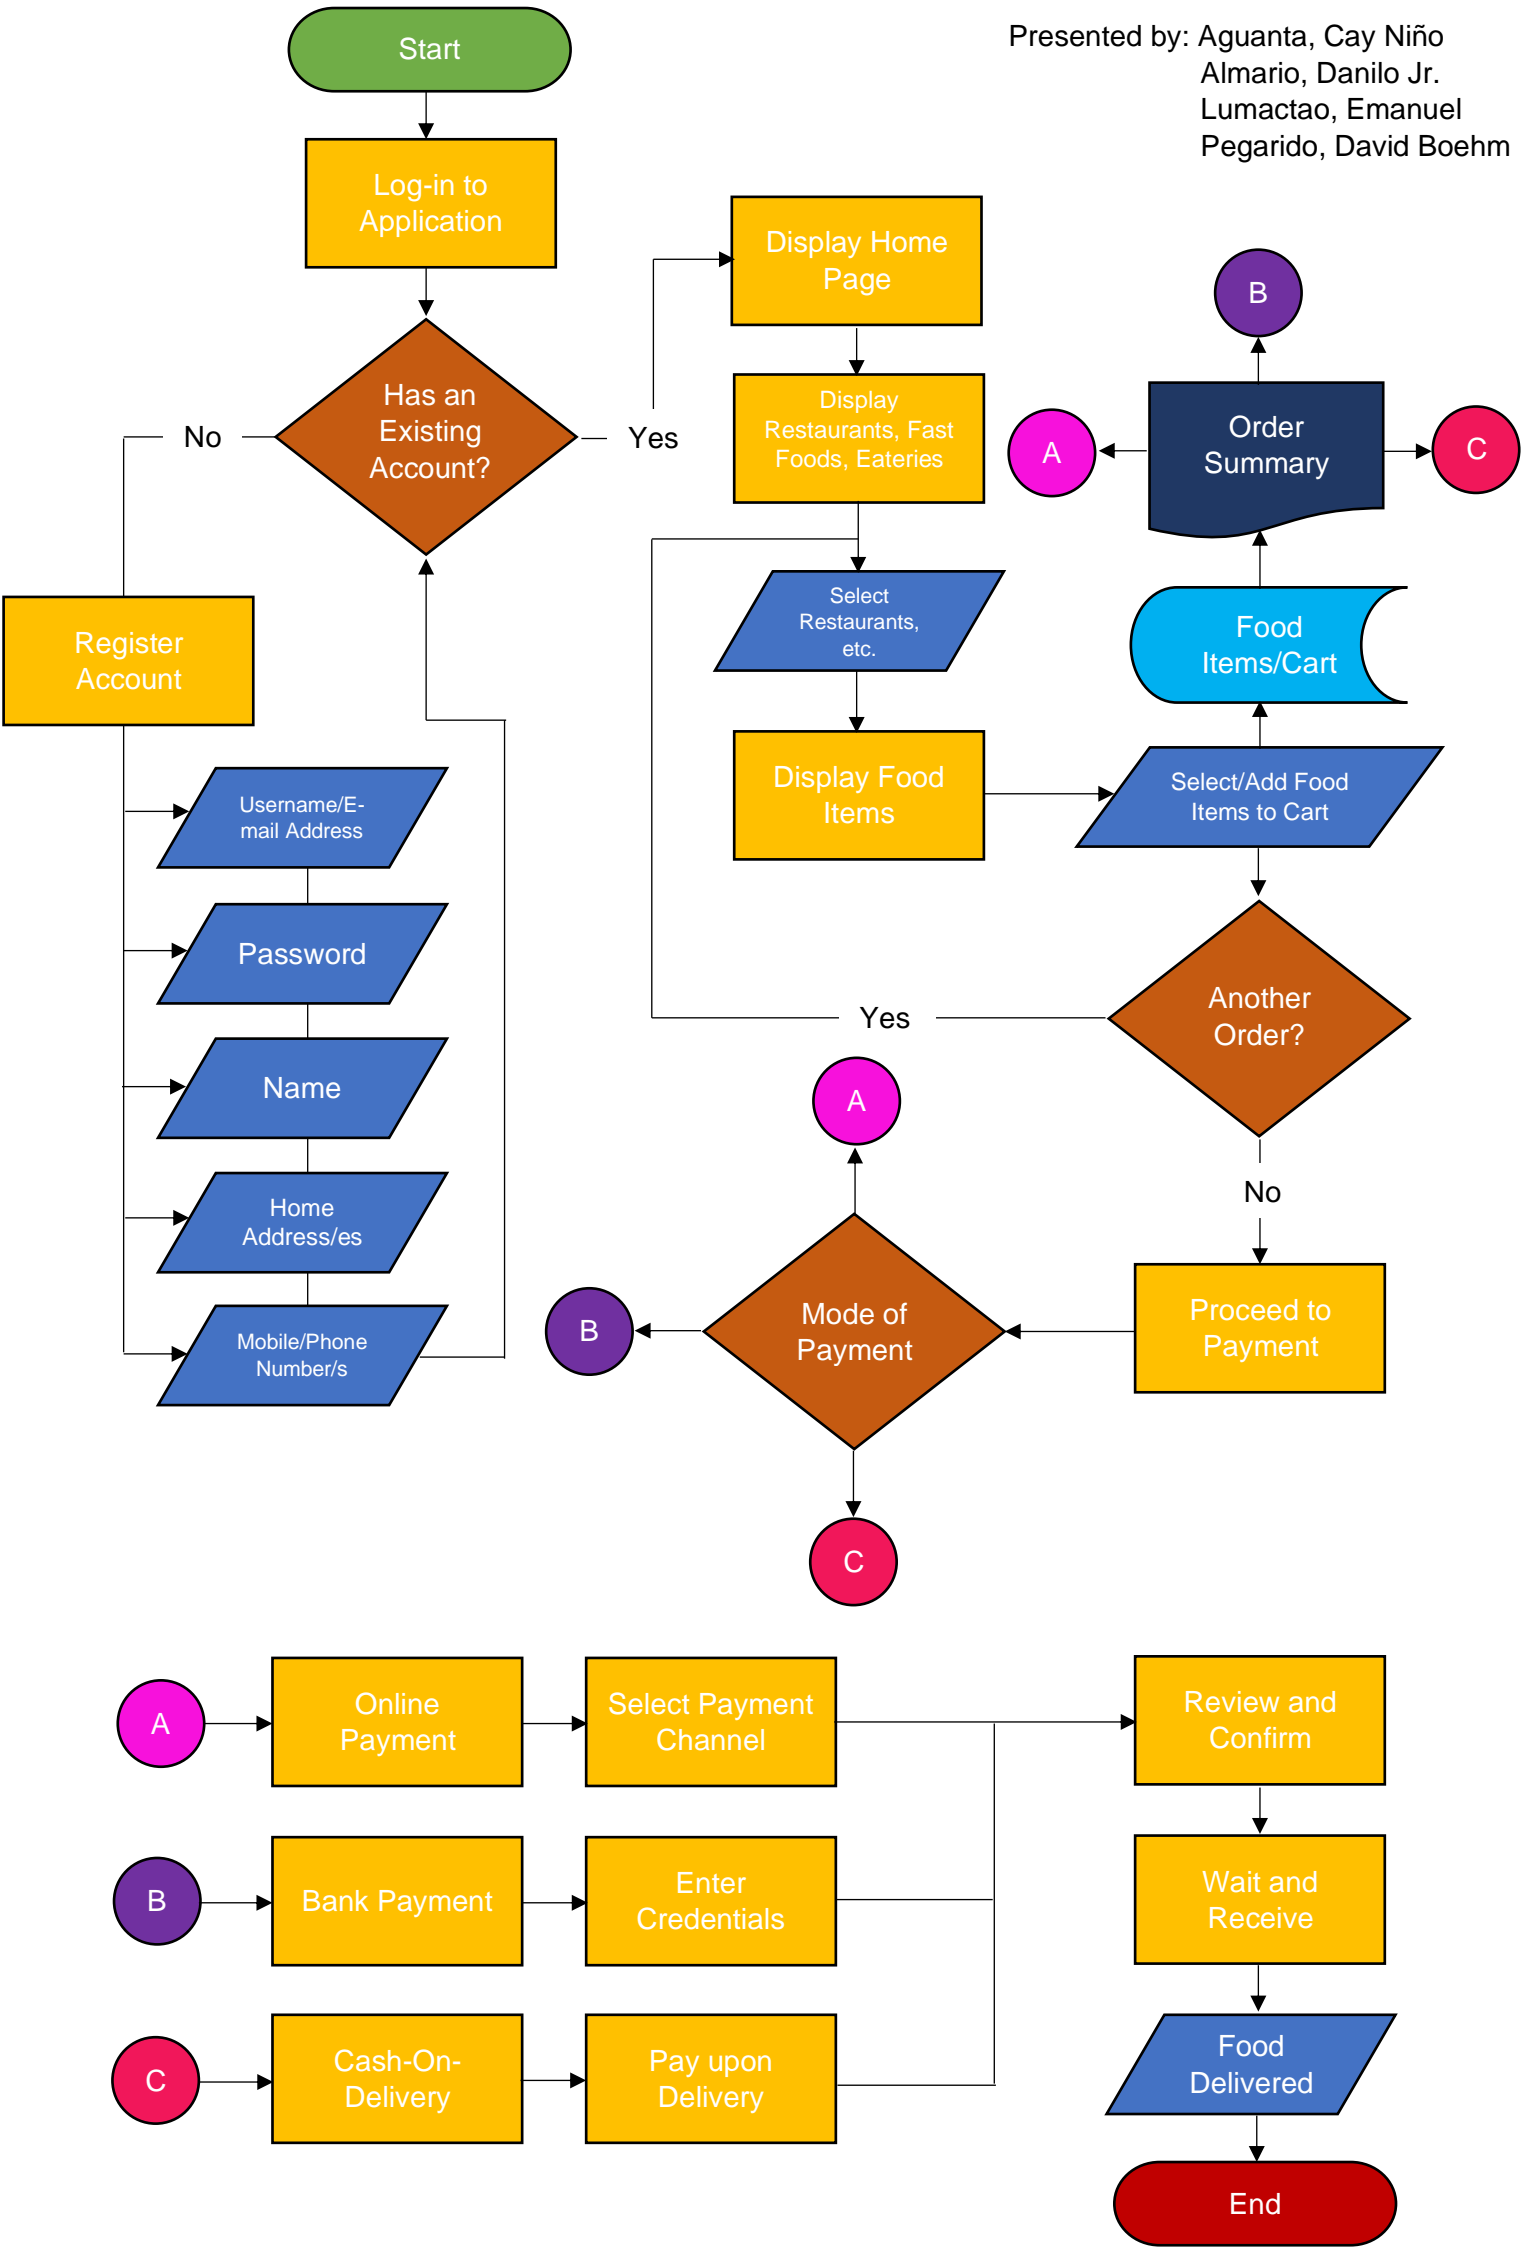 Start
Presented by: Aguanta, Cay Niño
Almario, Danilo Jr.
Lumactao, Emanuel
Pegarido, David Boehm
Log-in to
Application
Has an
Existing
Account?
No
Yes
Register
Account
Username/E-
mail Address
Password
Name
Home
Address/es
Mobile/Phone
Number/s
Display Home
Page
Display
Restaurants, Fast
Foods, Eateries
Select
Restaurants,
etc.
Display Food
Items
B
A
Order
Summary
C
Food
Items/Cart
Select/Add Food
Items to Cart
Another
Order?
Yes
No
Proceed to
Payment
A
B
Mode of
Payment
C
A
Online
Payment
Select Payment
Channel
Review and
Confirm
B
Bank Payment
Enter
Credentials
Wait and
Receive
C
Cash-On-
Delivery
Pay upon
Delivery
Food
Delivered
End